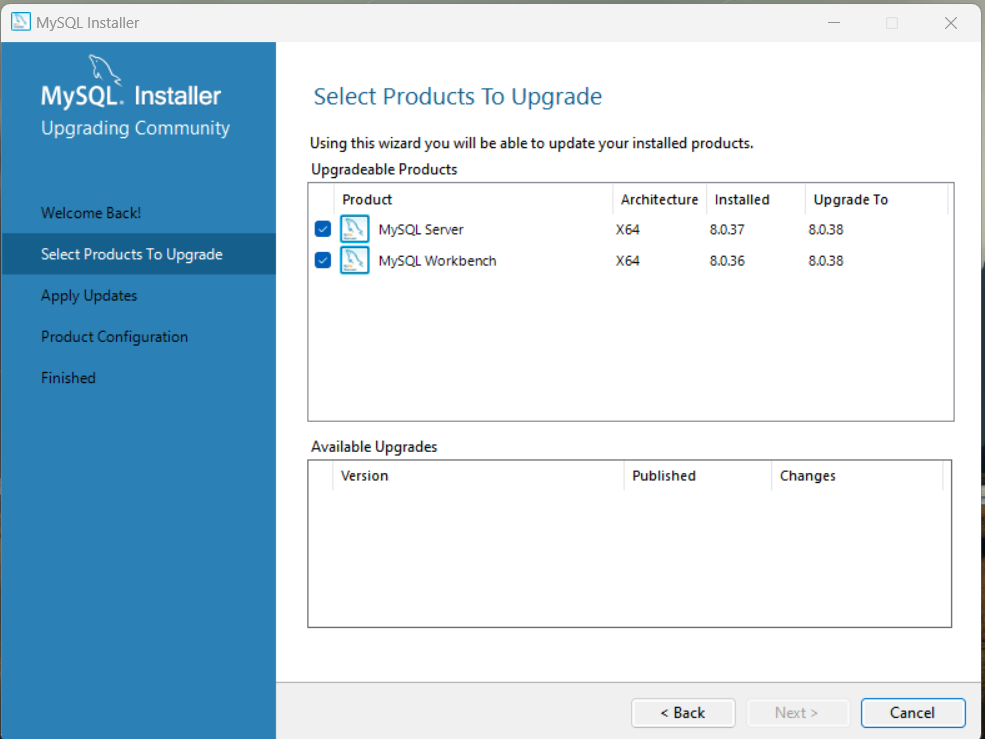 MySQL Installer
MySQL. Installer
Upgrading Community
Welcome Back!
Select Products To Upgrade
Apply Updates
Product Configuration
Finished
Select Products To Upgrade
Using this wizard you will be able to update your installed products.
Upgradeable Products
Product Architecture Installed Upgrade To
MySQL Server X64 8.0.37 8.0.38
MySQL Workbench X64 8.0.36 8.0.38
Available Upgrades
Version Published Changes
< Back Next > Cancel